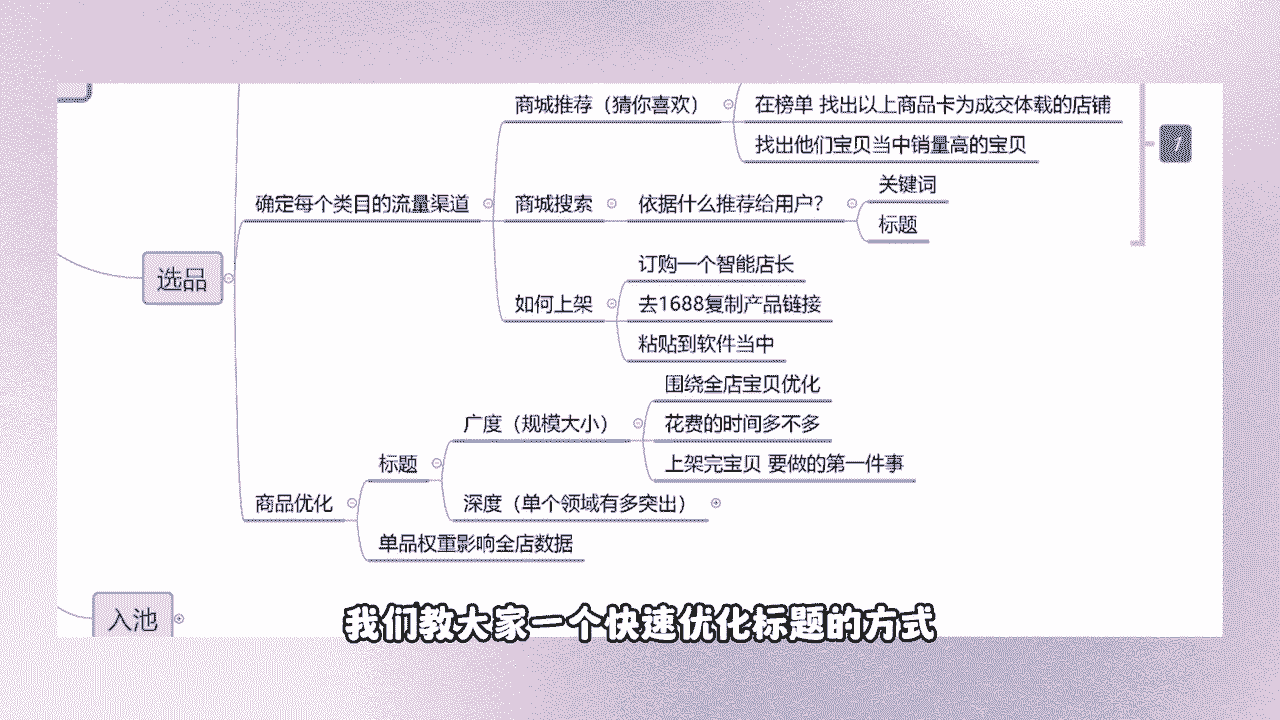 商城推荐（猜你喜欢）
在榜单 找出以上商品卡为成交体载的店铺
找出他们宝贝当中销量高的宝贝
确定每个类目的流量渠道
商城搜索
依据什么推荐给用户？
关键词
标题
选品
如何上架
订购一个智能店长
去1688复制产品链接
粘贴到软件当中
商品优化
标题
广度（规模大小）
围绕全店宝贝优化
花费的时间多不多
上架完宝贝 要做的第一件事
深度（单个领域有多突出）
单品权重影响全店数据
入池
我们教大家一个快速优化标题的方式